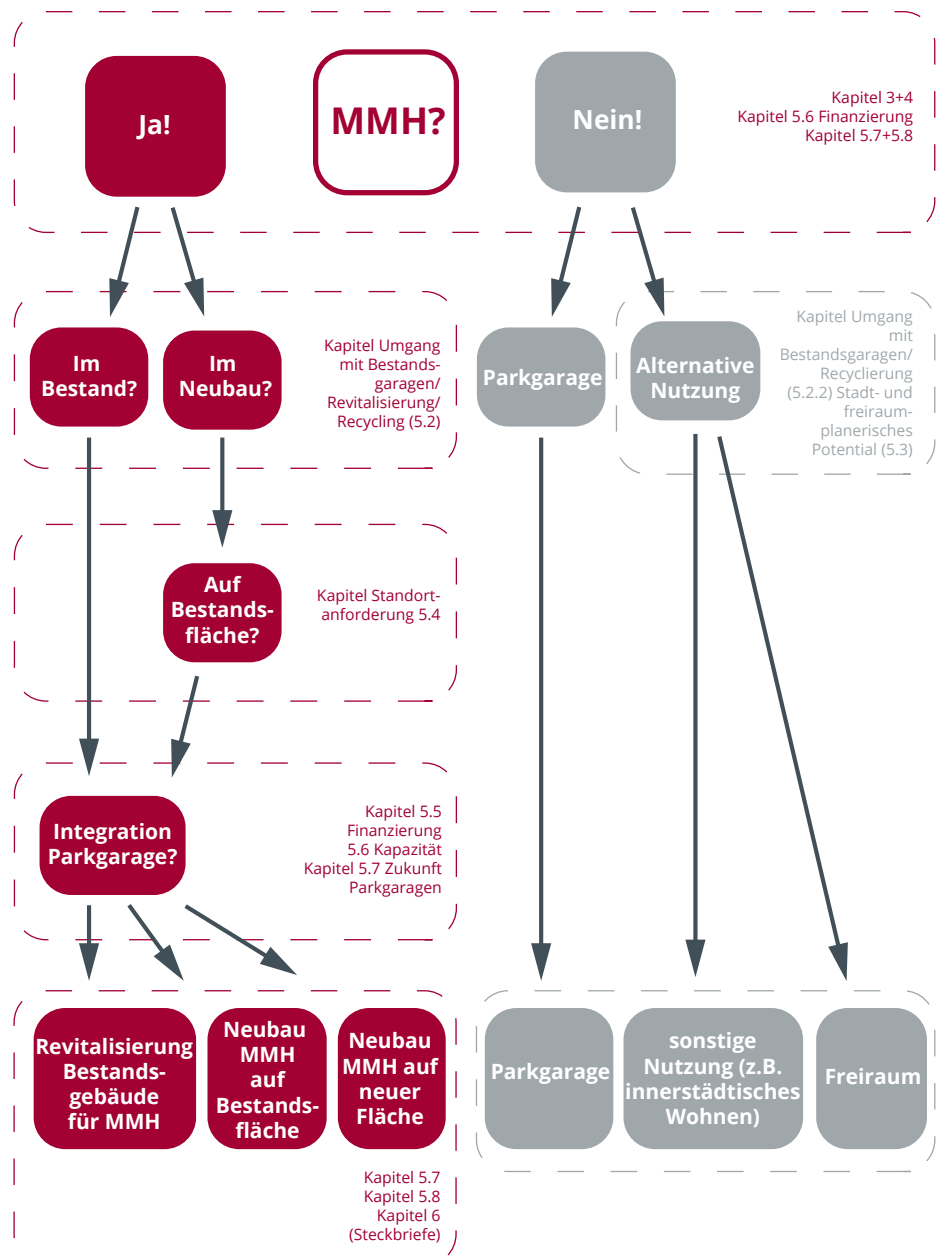 Ja!
MMH?
Nein!
Kapitel 3+4
Kapitel 5.6 Finanzierung
Kapitel 5.7+5.8
Im
Bestand?
Im
Neubau?
Kapitel Umgang
mit Bestands-
garagen/
Revitalisierung/
Recycling (5.2)
Parkgarage
Alternative
Nutzung
Kapitel Umgang
mit
Bestandsgaragen/
Recyclierung
(5.2.2) Stadt- und
freiraum-
planerisches
Potential (5.3)
Auf
Bestands-
fläche?
Kapitel Standort-
anforderung 5.4
Integration
Parkgarage?
Kapitel 5.5
Finanzierung
5.6 Kapazität
Kapitel 5.7 Zukunft
Parkgaragen
Revitalisierung
Bestands-
gebäude
für MMH
Neubau
MMH
auf
Bestands-
fläche
Neubau
MMH auf
neuer
Fläche
Parkgarage
sonstige
Nutzung (z.B.
innerstädtisches
Wohnen)
Freiraum
Kapitel 5.7
Kapitel 5.8
Kapitel 6
(Steckbriefe)